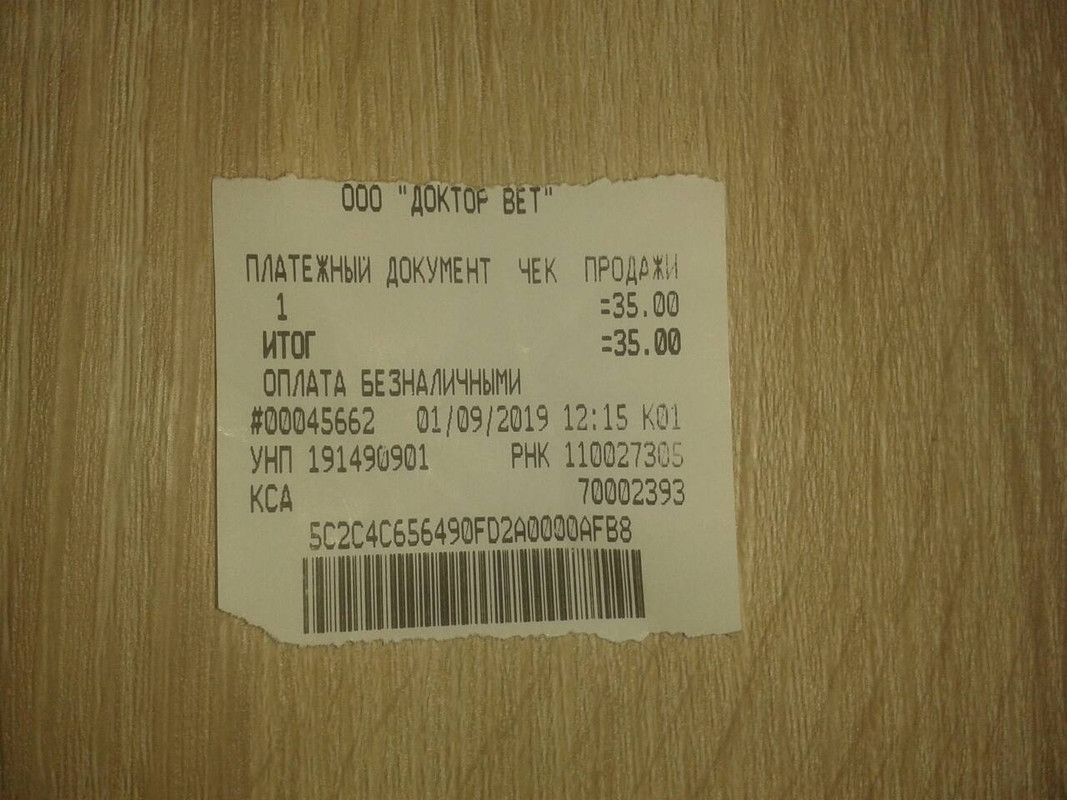 ООО "ДОКТОР ВЕТ"
ПЛАТЕЖНЫЙ ДОКУМЕНТ ЧЕК ПРОДАЖИ
1 =35.00
ИТОГ =35.00
ОПЛАТА БЕЗНАЛИЧНЫМИ
#00045662 01/09/2019 12:15 К01
УНП 191490901 РНК 110027305
КСА 70002393
5C2C4C656490FD2A0000AFB8